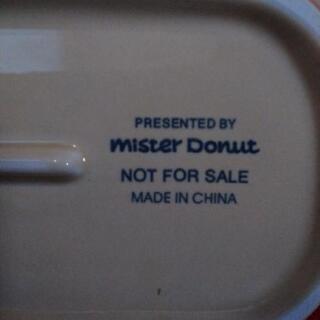 PRESENTED BY
mister Donut
NOT FOR SALE
MADE IN CHINA